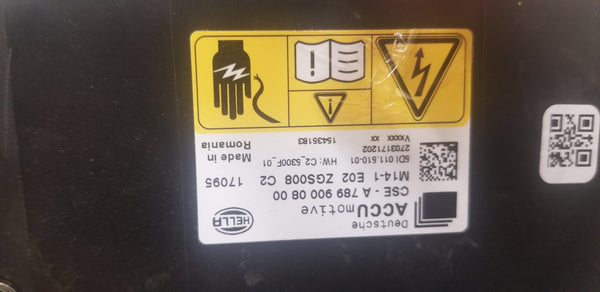 Deutsche
ACCUmotive
HELLA
CSE - A 789 900 08 00
M14-1 E02 ZGS008 C2 17095
5DI 011.510-01 HW: C2_5300F_01
2703171202 Made in
Vxxxx xx 15435183 Romania